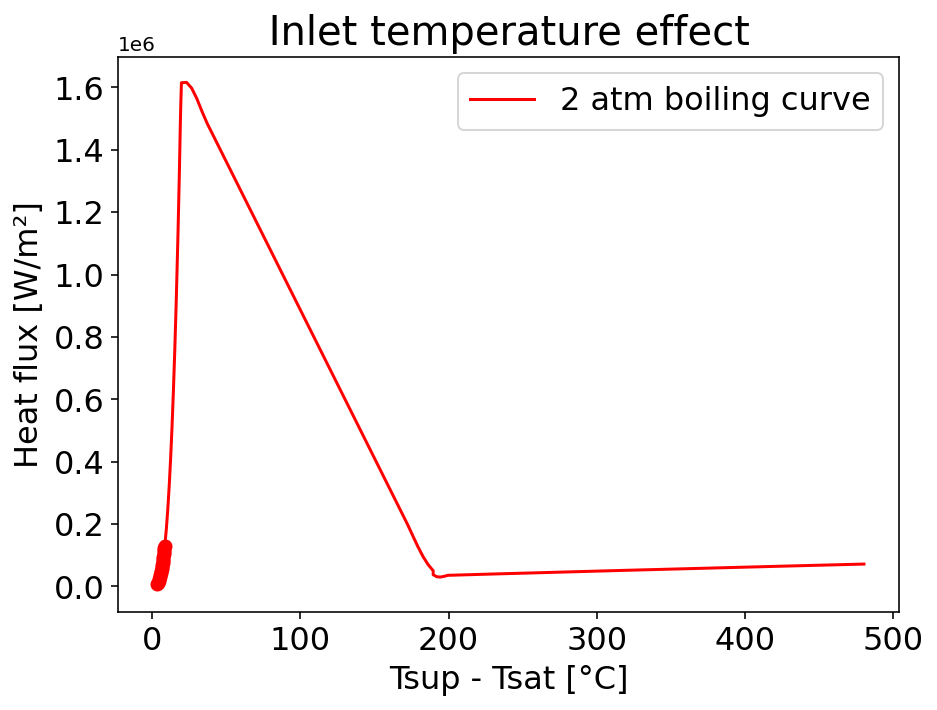 Inlet temperature effect
1e6
2 atm boiling curve
Heat flux [W/m²]
1.6
1.4
1.2
1.0
0.8
0.6
0.4
0.2
0.0
0 100 200 300 400 500
Tsup - Tsat [°C]